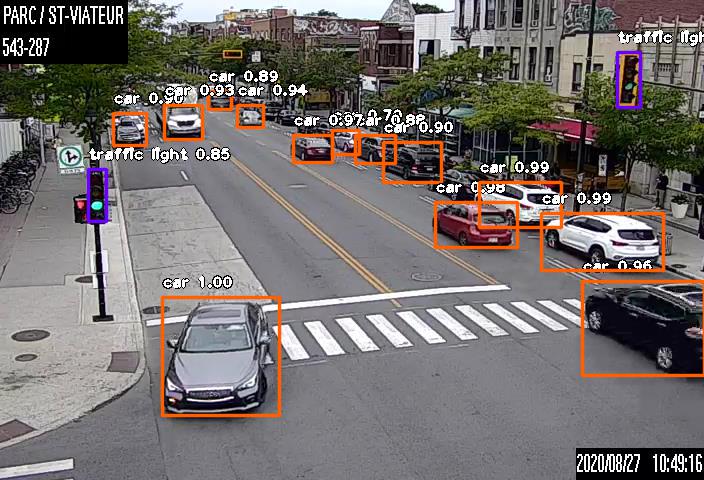 PARC / ST-VIATEUR
543-287
traffic ligh
car 0.89
car 0.93
car 0.94
car 0.90
car 0.97
car 0.90
traffic light 0.85
car 0.99
car 0.98
car 0.99
car 0.96
car 1.00
2020/08/27 10:49:16